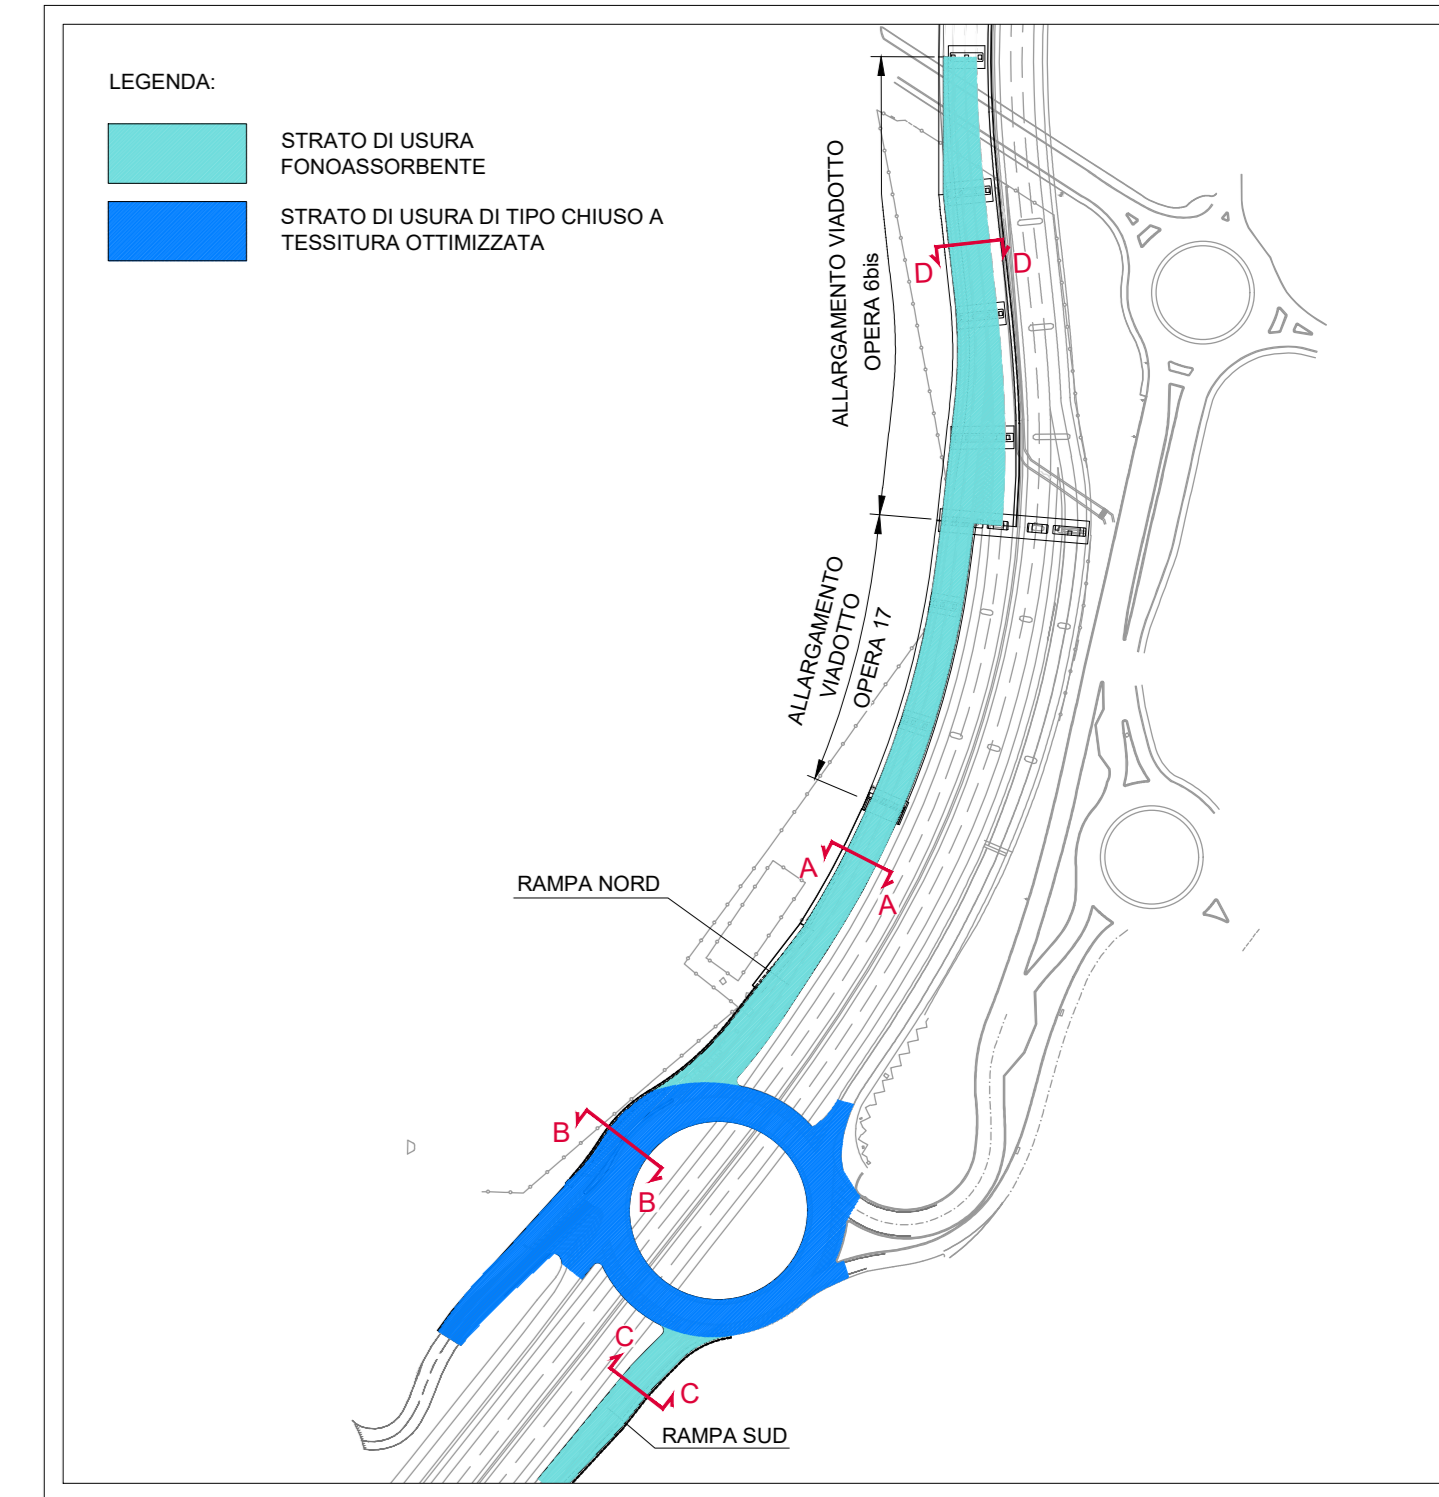 LEGENDA:
STRATO DI USURA
FONOASSORBENTE
STRATO DI USURA DI TIPO CHIUSO A
TESSITURA OTTIMIZZATA
ALLARGAMENTO VIADOTTO
OPERA 6bis
D
D
ALLARGAMENTO
VIADOTTO
OPERA 17
A
A
RAMPA NORD
B
B
C
C
RAMPA SUD